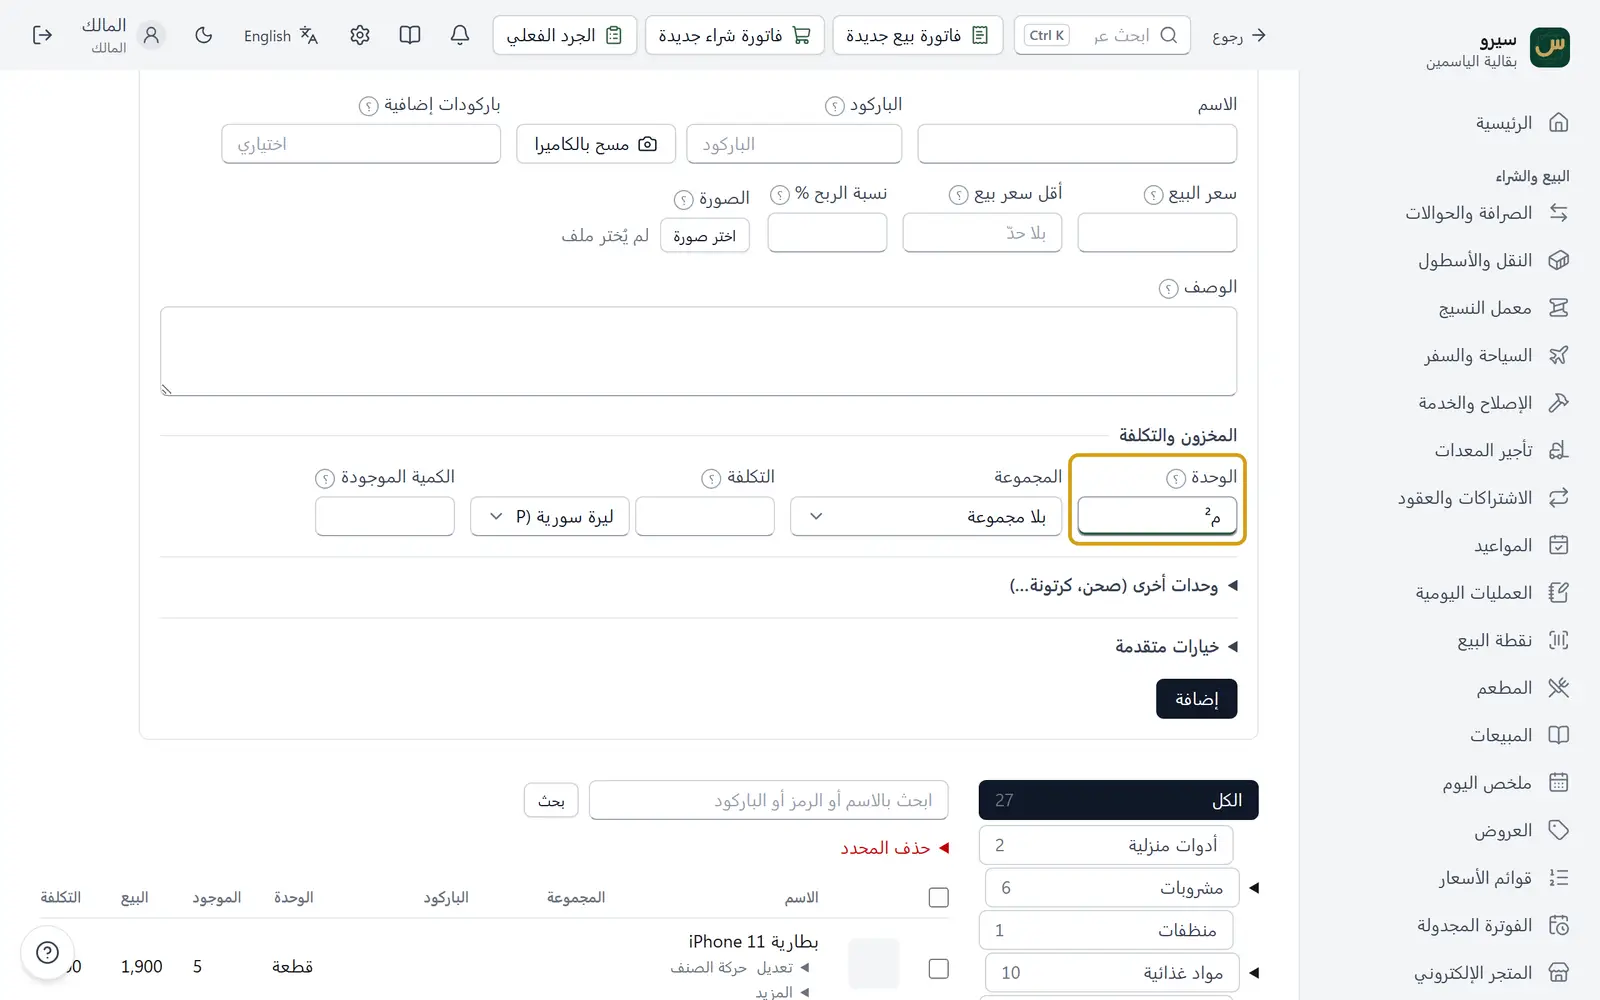 سيرو
بقالية الياسمين
رجوع
Ctrl K
فاتورة بيع جديدة
فاتورة شراء جديدة
الجرد الفعلي
English
المالك
المالك
الرئيسية
البيع والشراء
الصرافة والحوالات
النقل والأسطول
معمل النسيج
السياحة والسفر
الإصلاح والخدمة
تأجير المعدات
الاشتراكات والعقود
المواعيد
العمليات اليومية
نقطة البيع
المطعم
المبيعات
ملخص اليوم
العروض
قوائم الأسعار
الفوترة المجدولة
المتجر الإلكتروني
الاسم
الباركود ؟
باركودات إضافية ؟
الباركود
مسح بالكاميرا
اختياري
سعر البيع ؟
أقل سعر بيع ؟
نسبة الربح % ؟
الصورة ؟
بلا حدّ
اختر صورة
لم يُختر ملف
الوصف ؟
المخزون والتكلفة
الوحدة ؟
المجموعة
التكلفة ؟
الكمية الموجودة ؟
م²
بلا مجموعة
ليرة سورية (P
وحدات أخرى (صحن، كرتونة...)
خيارات متقدمة
إضافة
الكل 27
أدوات منزلية 2
مشروبات 6
منظفات 1
مواد غذائية 10
ابحث بالاسم أو الرمز أو الباركود
بحث
حذف المحدد
الاسم
المجموعة
الباركود
الوحدة
الموجود
البيع
التكلفة
بطارية iPhone 11
تعديل
حركة الصنف
المزيد
قطعة
5
1,900